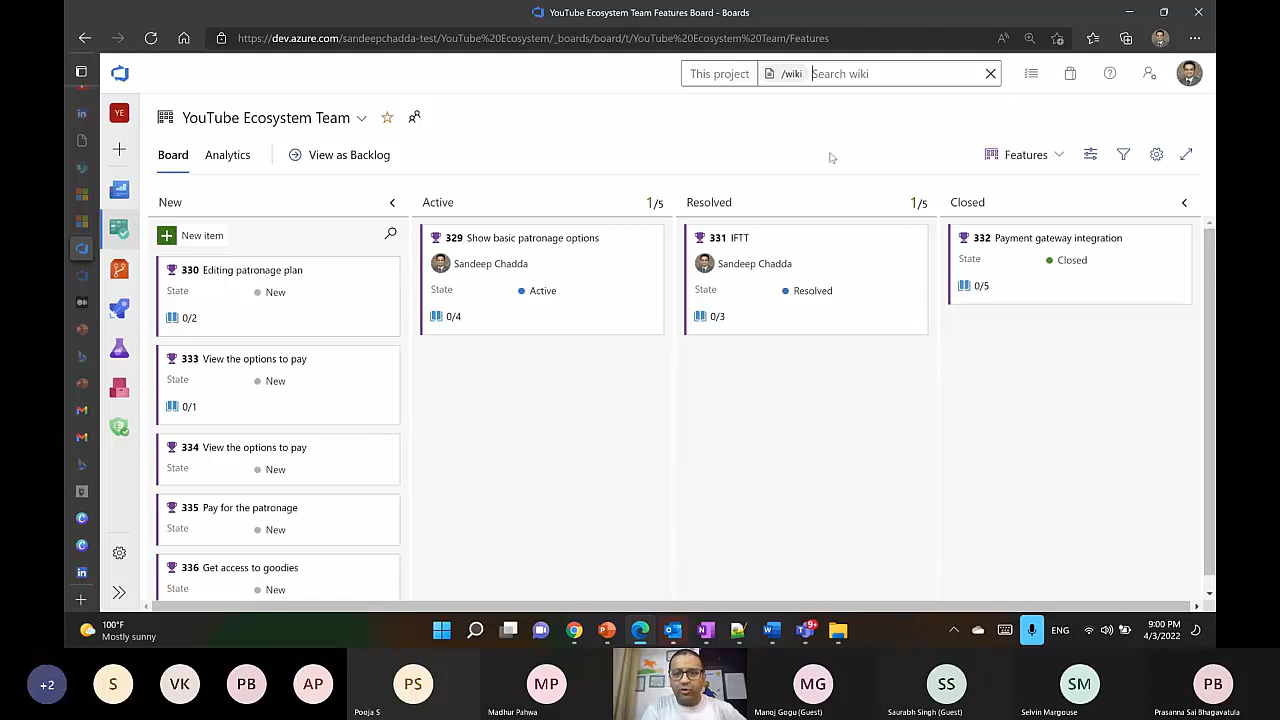 YouTube Ecosystem Team Features Board - Boards
https://dev.azure.com/sandeepchadda-test/YouTube%20Ecosystem/_boards/board/t/YouTube%20Ecosystem%20Team/Features
This project
/wiki
Search wiki
YE
YouTube Ecosystem Team
Board
Analytics
View as Backlog
Features
New
Active
1/5
Resolved
1/5
Closed
New item
330 Editing patronage plan
State
New
0/2
333 View the options to pay
State
New
0/1
334 View the options to pay
State
New
335 Pay for the patronage
State
New
336 Get access to goodies
State
New
329 Show basic patronage options
Sandeep Chadda
State
Active
0/4
331 IFTT
Sandeep Chadda
State
Resolved
0/3
332 Payment gateway integration
State
Closed
0/5
100°F
Mostly sunny
9+
ENG
9:00 PM
4/3/2022
+2
S
VK
PB
AP
PS
Pooja S
MP
Madhur Pahwa
MG
Manoj Gogu (Guest)
SS
Saurabh Singh (Guest)
SM
Selvin Margouse
PB
Prasanna Sai Bhagavatula